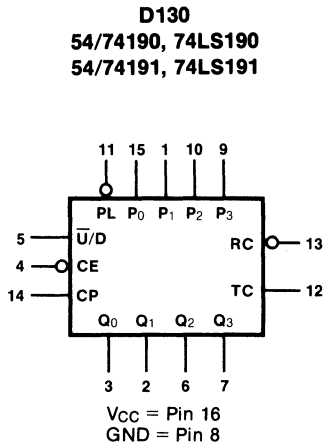 D130
54/74190, 74LS190
54/74191, 74LS191
11 15 1 10 9
PL P0 P1 P2 P3
5 U̅/D
RC 13
4 CE
14 CP
TC 12
Q0 Q1 Q2 Q3
3 2 6 7
VCC = Pin 16
GND = Pin 8